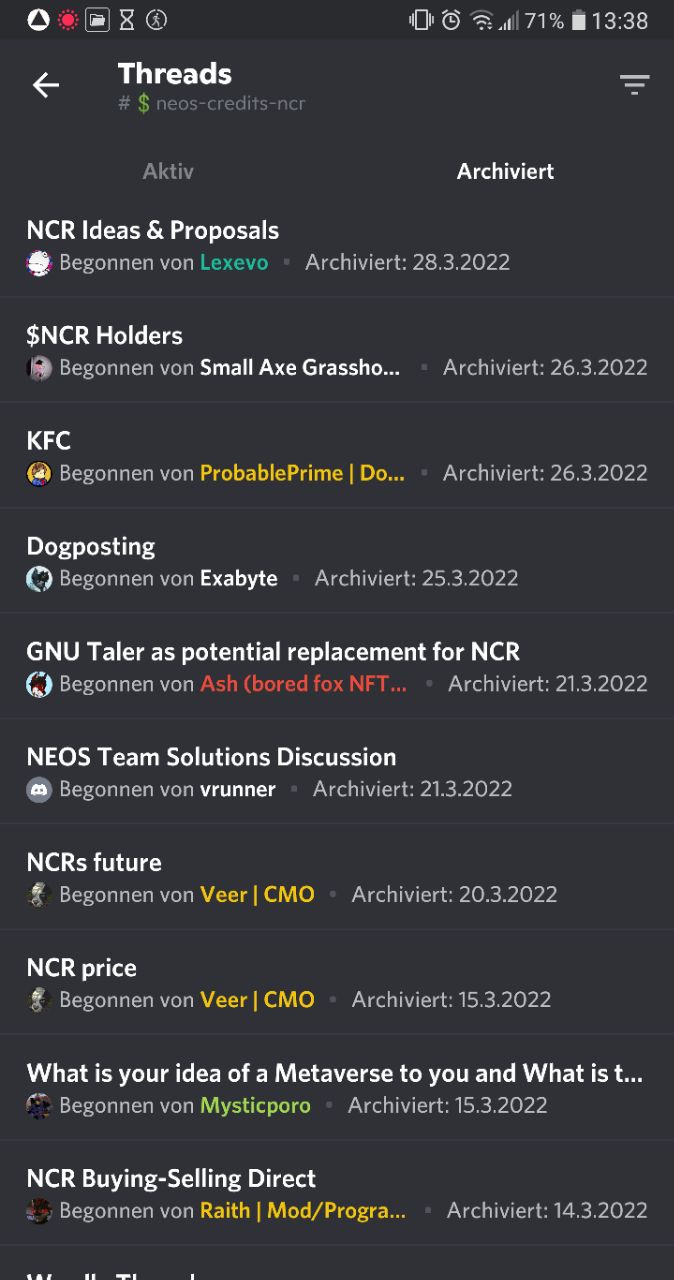 71% 13:38
Threads
# $ neos-credits-ncr
Aktiv Archiviert
NCR Ideas & Proposals
Begonnen von Lexevo • Archiviert: 28.3.2022
$NCR Holders
Begonnen von Small Axe Grassho... • Archiviert: 26.3.2022
KFC
Begonnen von ProbablePrime | Do... • Archiviert: 26.3.2022
Dogposting
Begonnen von Exabyte • Archiviert: 25.3.2022
GNU Taler as potential replacement for NCR
Begonnen von Ash (bored fox NFT... • Archiviert: 21.3.2022
NEOS Team Solutions Discussion
Begonnen von vrunner • Archiviert: 21.3.2022
NCRs future
Begonnen von Veer | CMO • Archiviert: 20.3.2022
NCR price
Begonnen von Veer | CMO • Archiviert: 15.3.2022
What is your idea of a Metaverse to you and What is t...
Begonnen von Mysticporo • Archiviert: 15.3.2022
NCR Buying-Selling Direct
Begonnen von Raith | Mod/Progra... • Archiviert: 14.3.2022